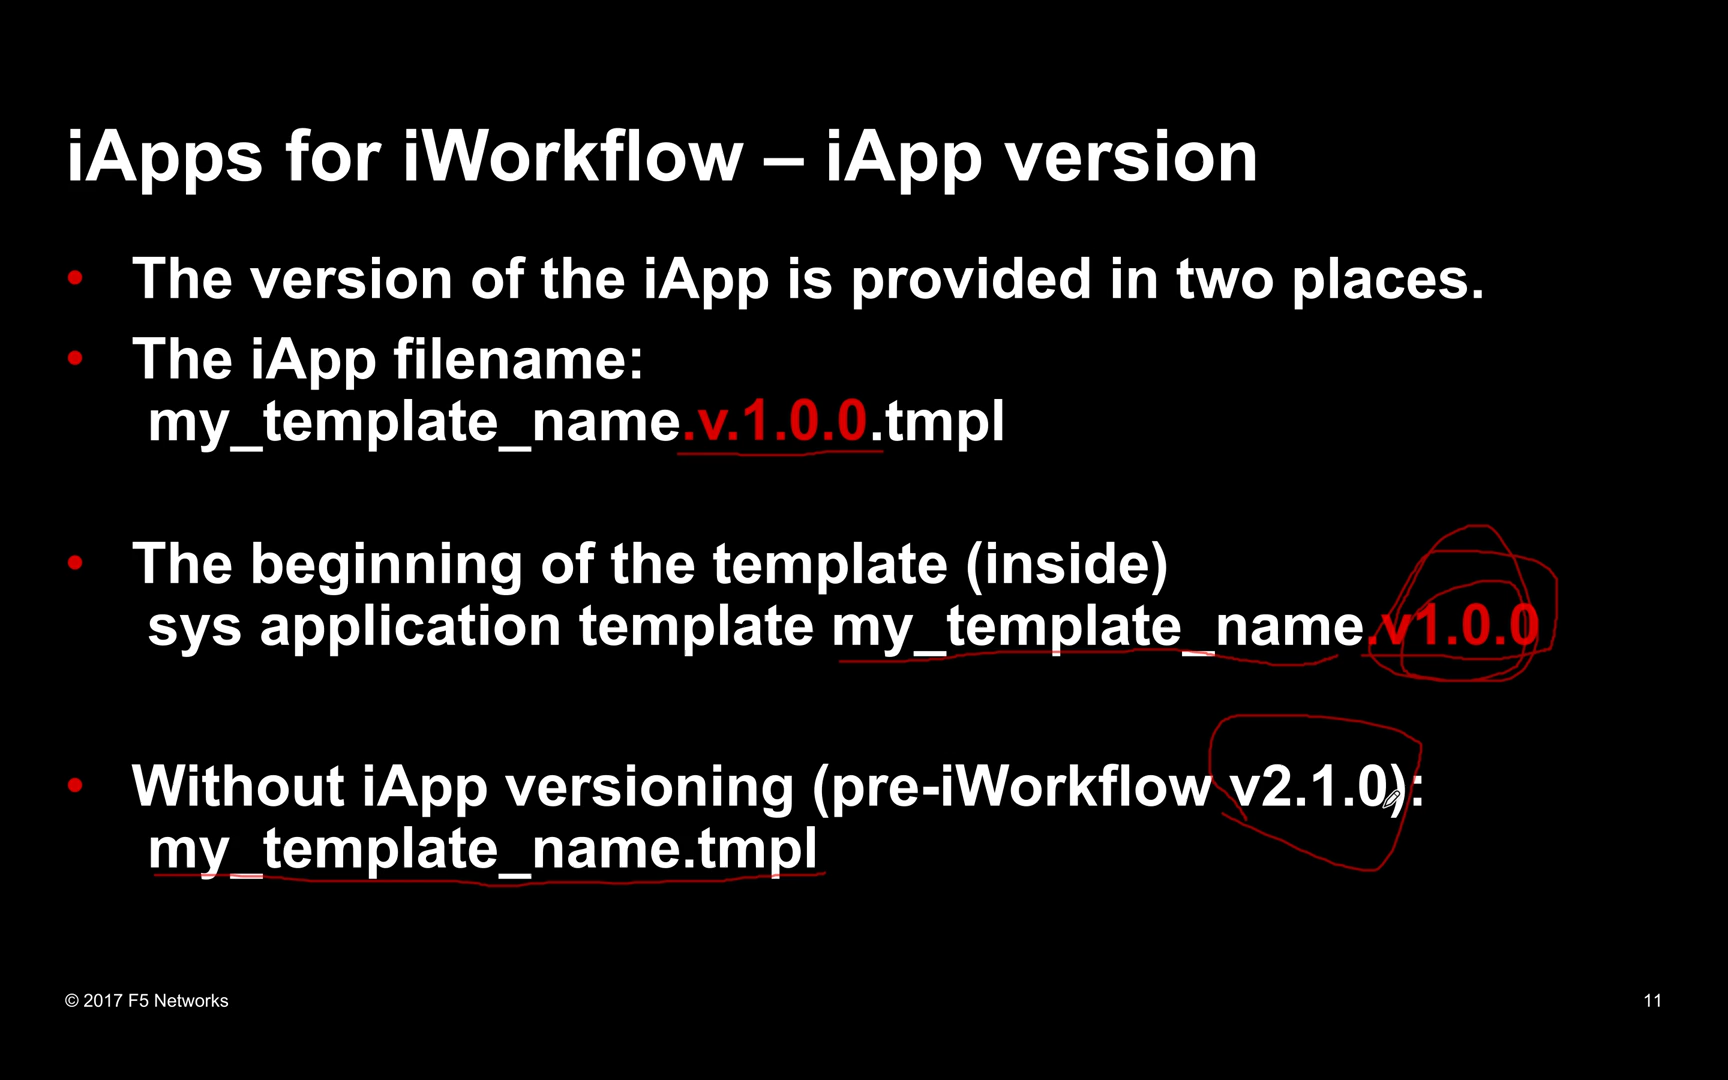 iApps for iWorkflow – iApp version
• The version of the iApp is provided in two places.
• The iApp filename:
my_template_name.v.1.0.0.tmpl
• The beginning of the template (inside)
sys application template my_template_name.v1.0.0
• Without iApp versioning (pre-iWorkflow v2.1.0):
my_template_name.tmpl
© 2017 F5 Networks
11